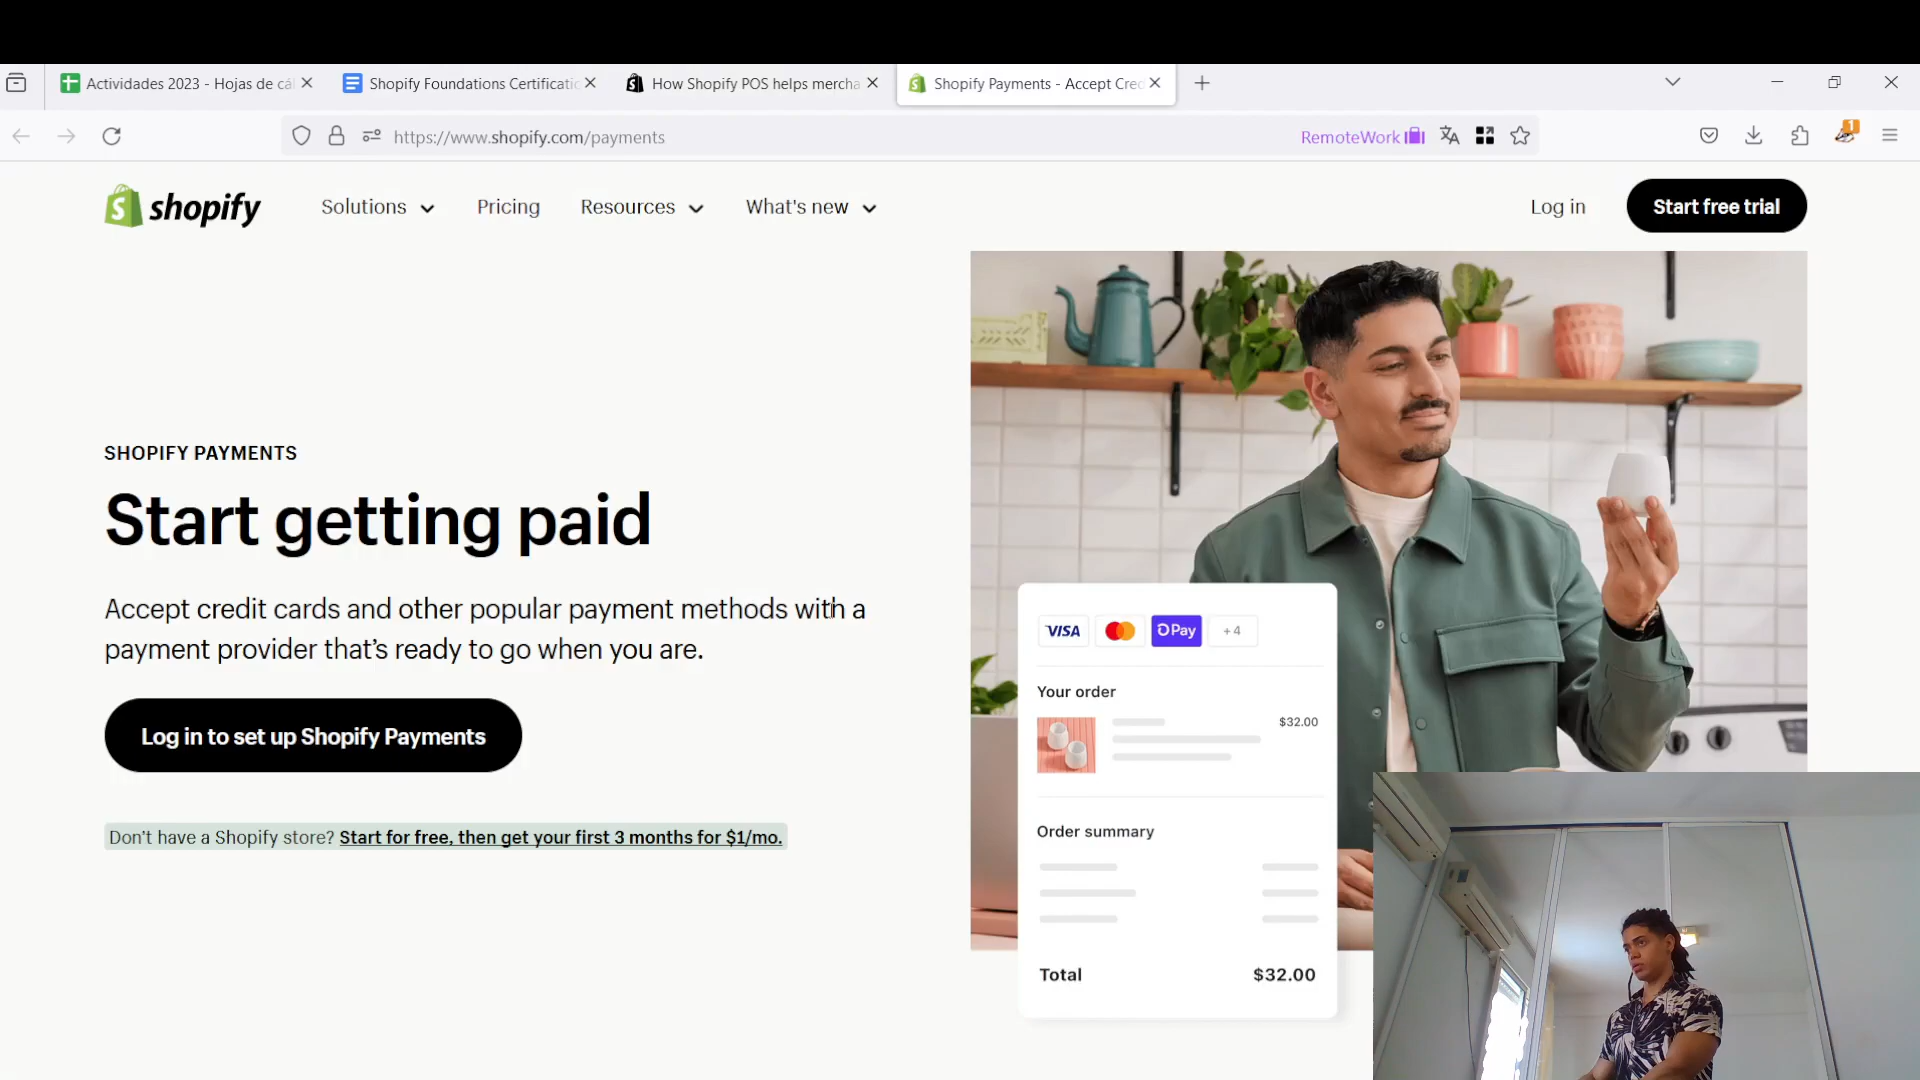 Actividades 2023 - Hojas de cál
Shopify Foundations Certificatio
How Shopify POS helps mercha
Shopify Payments - Accept Cred
https://www.shopify.com/payments
RemoteWork
1
shopify
Solutions
Pricing
Resources
What's new
Log in
Start free trial
SHOPIFY PAYMENTS
Start getting paid
Accept credit cards and other popular payment methods with a
payment provider that's ready to go when you are.
Log in to set up Shopify Payments
Don't have a Shopify store? Start for free, then get your first 3 months for $1/mo.
VISA
Pay
+4
Your order
$32.00
Order summary
Total $32.00